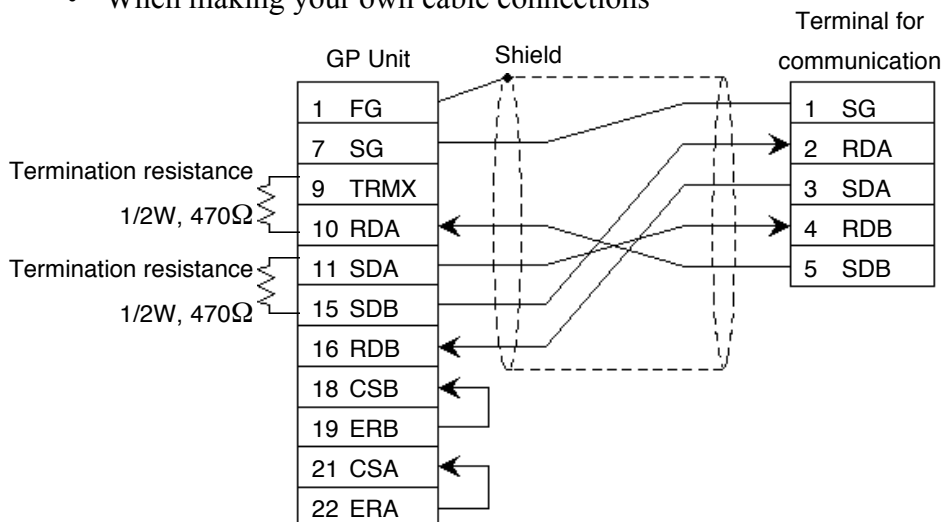 • When making your own cable connections
Terminal for
communication
GP Unit
Shield
1 FG
7 SG
9 TRMX
10 RDA
11 SDA
15 SDB
16 RDB
18 CSB
19 ERB
21 CSA
22 ERA
Termination resistance
1/2W, 470Ω
Termination resistance
1/2W, 470Ω
1 SG
2 RDA
3 SDA
4 RDB
5 SDB